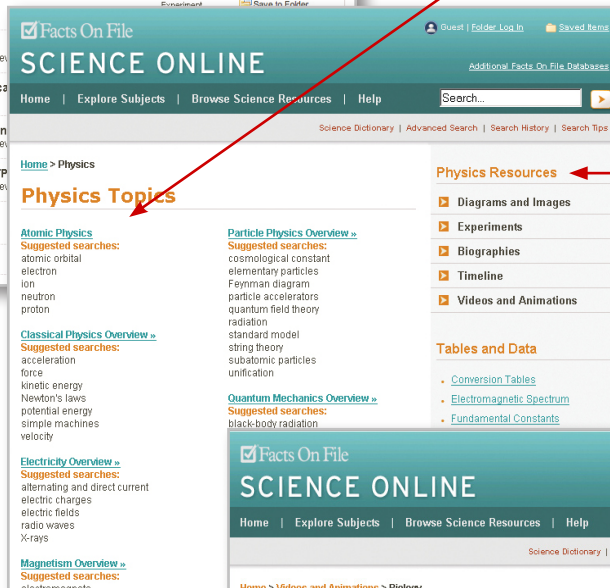 Experiment
Save to Folder
Facts On File
SCIENCE ONLINE
Guest | Folder Log In
Saved Items
Additional Facts On File Databases
Home | Explore Subjects | Browse Science Resources | Help
Search...
Science Dictionary | Advanced Search | Search History | Search Tips
Home > Physics
Physics Topics
Atomic Physics
Suggested searches:
atomic orbital
electron
ion
neutron
proton
Classical Physics Overview »
Suggested searches:
acceleration
force
kinetic energy
Newton's laws
potential energy
simple machines
velocity
Electricity Overview »
Suggested searches:
alternating and direct current
electric charges
electric fields
radio waves
X-rays
Magnetism Overview »
Suggested searches:
electromagnets
Particle Physics Overview »
Suggested searches:
cosmological constant
elementary particles
Feynman diagram
particle accelerators
quantum field theory
radiation
standard model
string theory
subatomic particles
unification
Quantum Mechanics Overview »
Suggested searches:
black-body radiation
Physics Resources
Diagrams and Images
Experiments
Biographies
Timeline
Videos and Animations
Tables and Data
Conversion Tables
Electromagnetic Spectrum
Fundamental Constants
Facts On File
SCIENCE ONLINE
Home | Explore Subjects | Browse Science Resources | Help
Science Dictionary |
Home > Videos and Animations > Biology